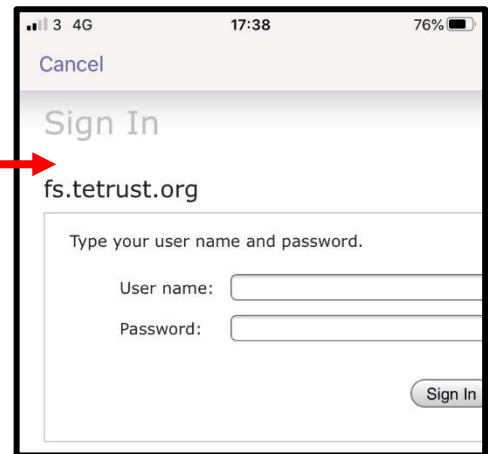 3 4G 17:38 76%
Cancel
Sign In
fs.tetrust.org
Type your user name and password.
User name:
Password:
Sign In